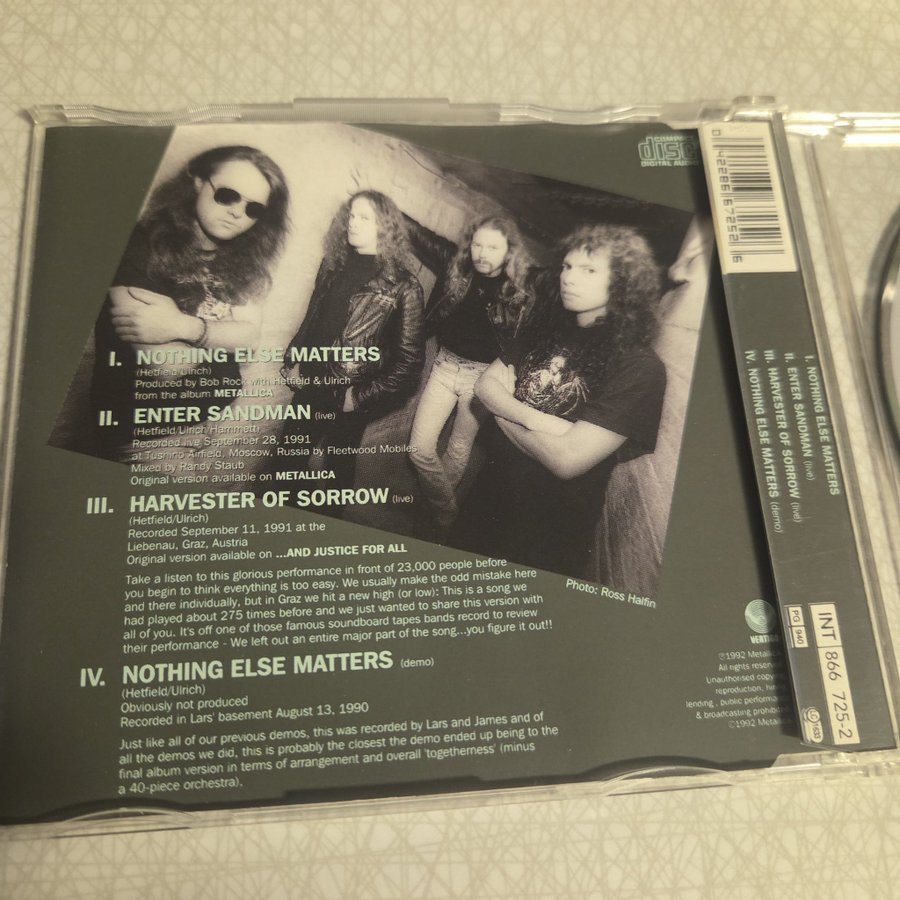 COMPACT
disc
DIGITAL AUDIO
I. NOTHING ELSE MATTERS
(Hetfield/Ulrich)
Produced by Bob Rock with Hetfield & Ulrich
from the album METALLICA
II. ENTER SANDMAN (live)
(Hetfield/Ulrich/Hammett)
Recorded live September 28, 1991
at Tushino Airfield, Moscow, Russia by Fleetwood Mobiles
Mixed by Randy Staub
Original version available on METALLICA
III. HARVESTER OF SORROW (live)
(Hetfield/Ulrich)
Recorded September 11, 1991 at the
Liebenau, Graz, Austria
Original version available on ...AND JUSTICE FOR ALL
Take a listen to this glorious performance in front of 23,000 people before
you begin to think everything is too easy. We usually make the odd mistake here
and there individually, but in Graz we hit a new high (or low): This is a song we
had played about 275 times before and we just wanted to share this version with
all of you. It's off one of those famous soundboard tapes bands record to review
their performance - We left out an entire major part of the song...you figure it out!!
IV. NOTHING ELSE MATTERS (demo)
(Hetfield/Ulrich)
Obviously not produced
Recorded in Lars' basement August 13, 1990
Just like all of our previous demos, this was recorded by Lars and James and of
all the demos we did, this is probably the closest the demo ended up being to the
final album version in terms of arrangement and overall 'togetherness' (minus
a 40-piece orchestra).
Photo: Ross Halfin
VERTIGO
℗1992 Metallica
All rights reserved
Unauthorised copying
reproduction, hiring
lending, public performance
& broadcasting prohibited
©1992 Metallica
0 42286 67252 6
I. NOTHING ELSE MATTERS
II. ENTER SANDMAN (live)
III. HARVESTER OF SORROW (live)
IV. NOTHING ELSE MATTERS (demo)
PG 940
INT 866 725-2